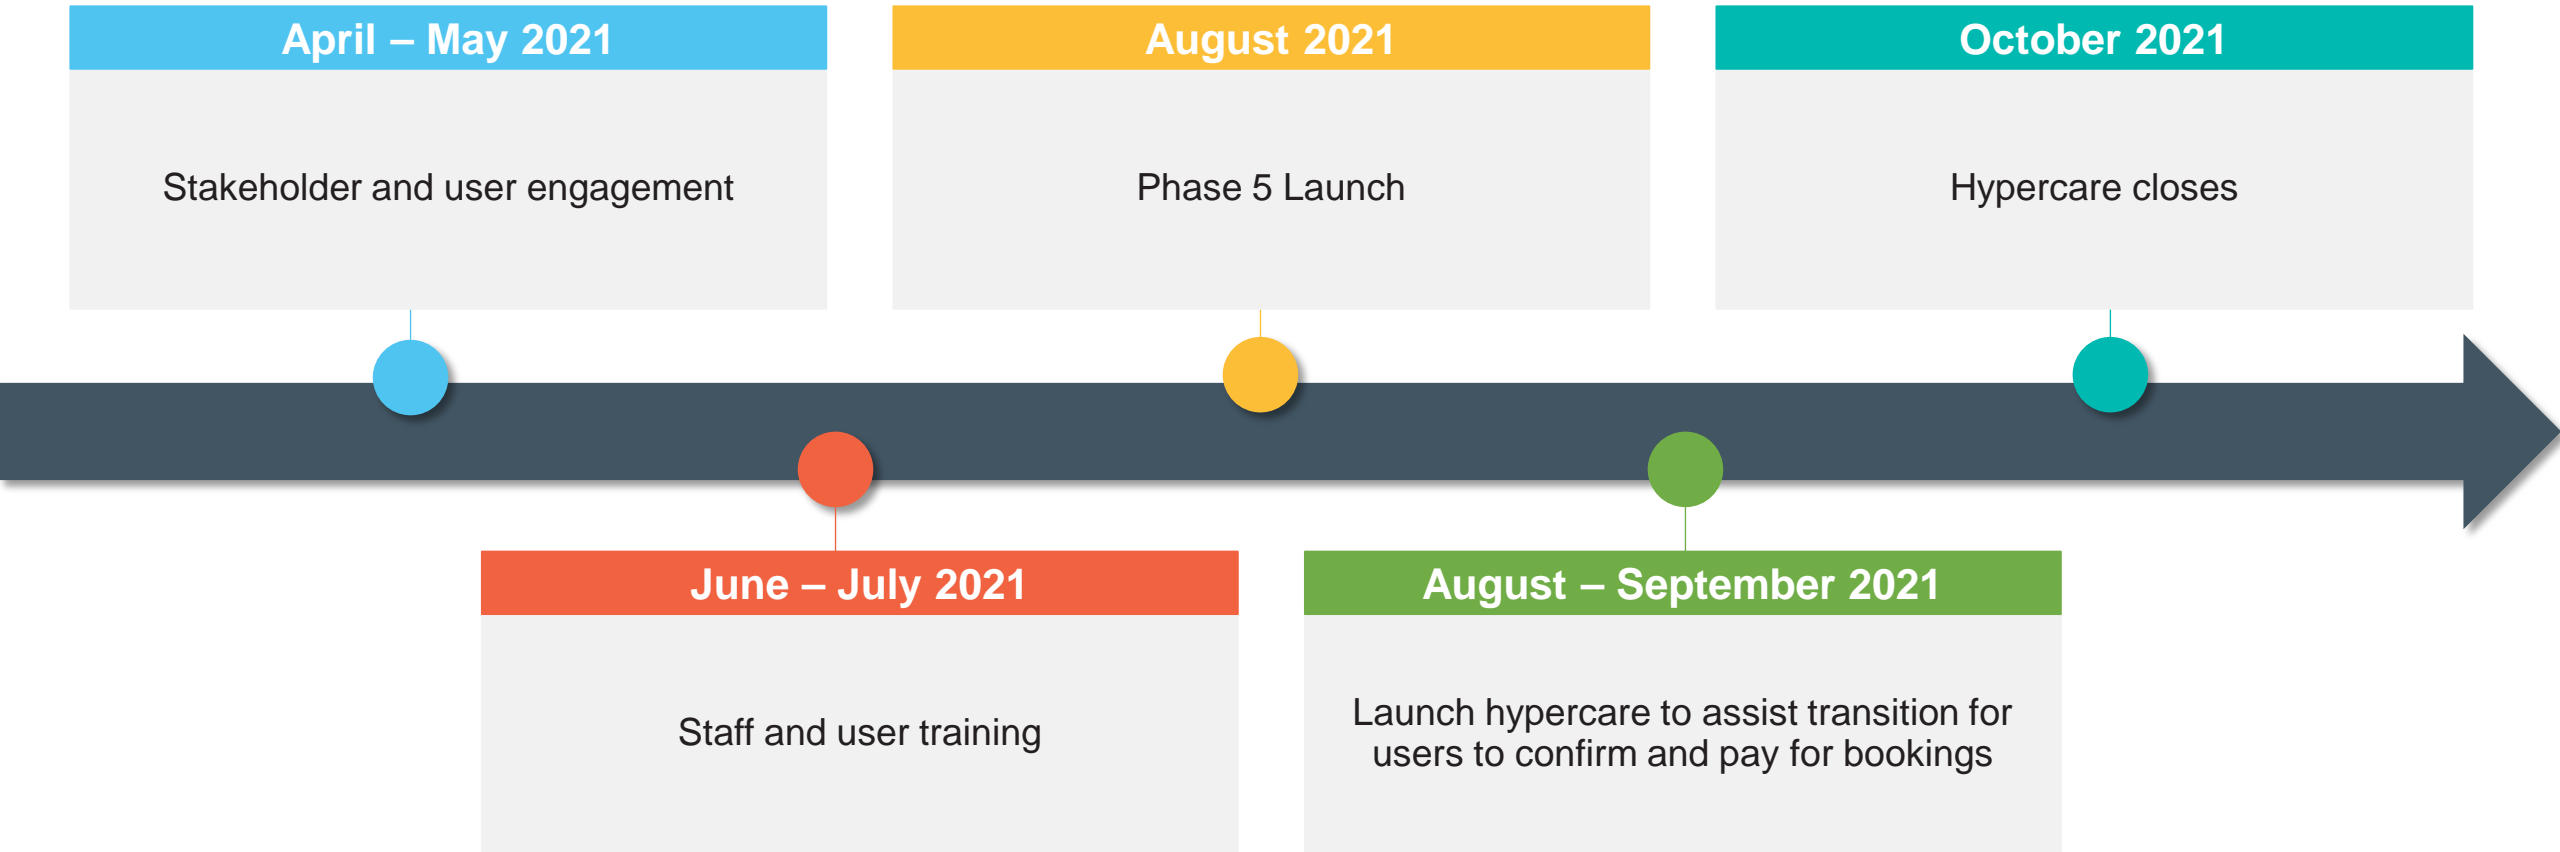 April – May 2021
Stakeholder and user engagement
August 2021
Phase 5 Launch
October 2021
Hypercare closes
June – July 2021
Staff and user training
August – September 2021
Launch hypercare to assist transition for
users to confirm and pay for bookings